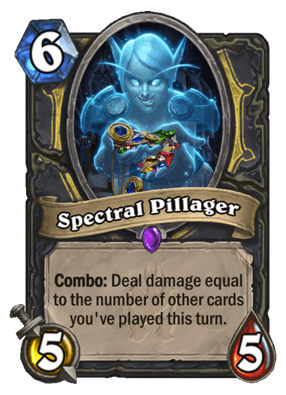 6
Spectral Pillager
Combo: Deal damage equal
to the number of other cards
you've played this turn.
5 5